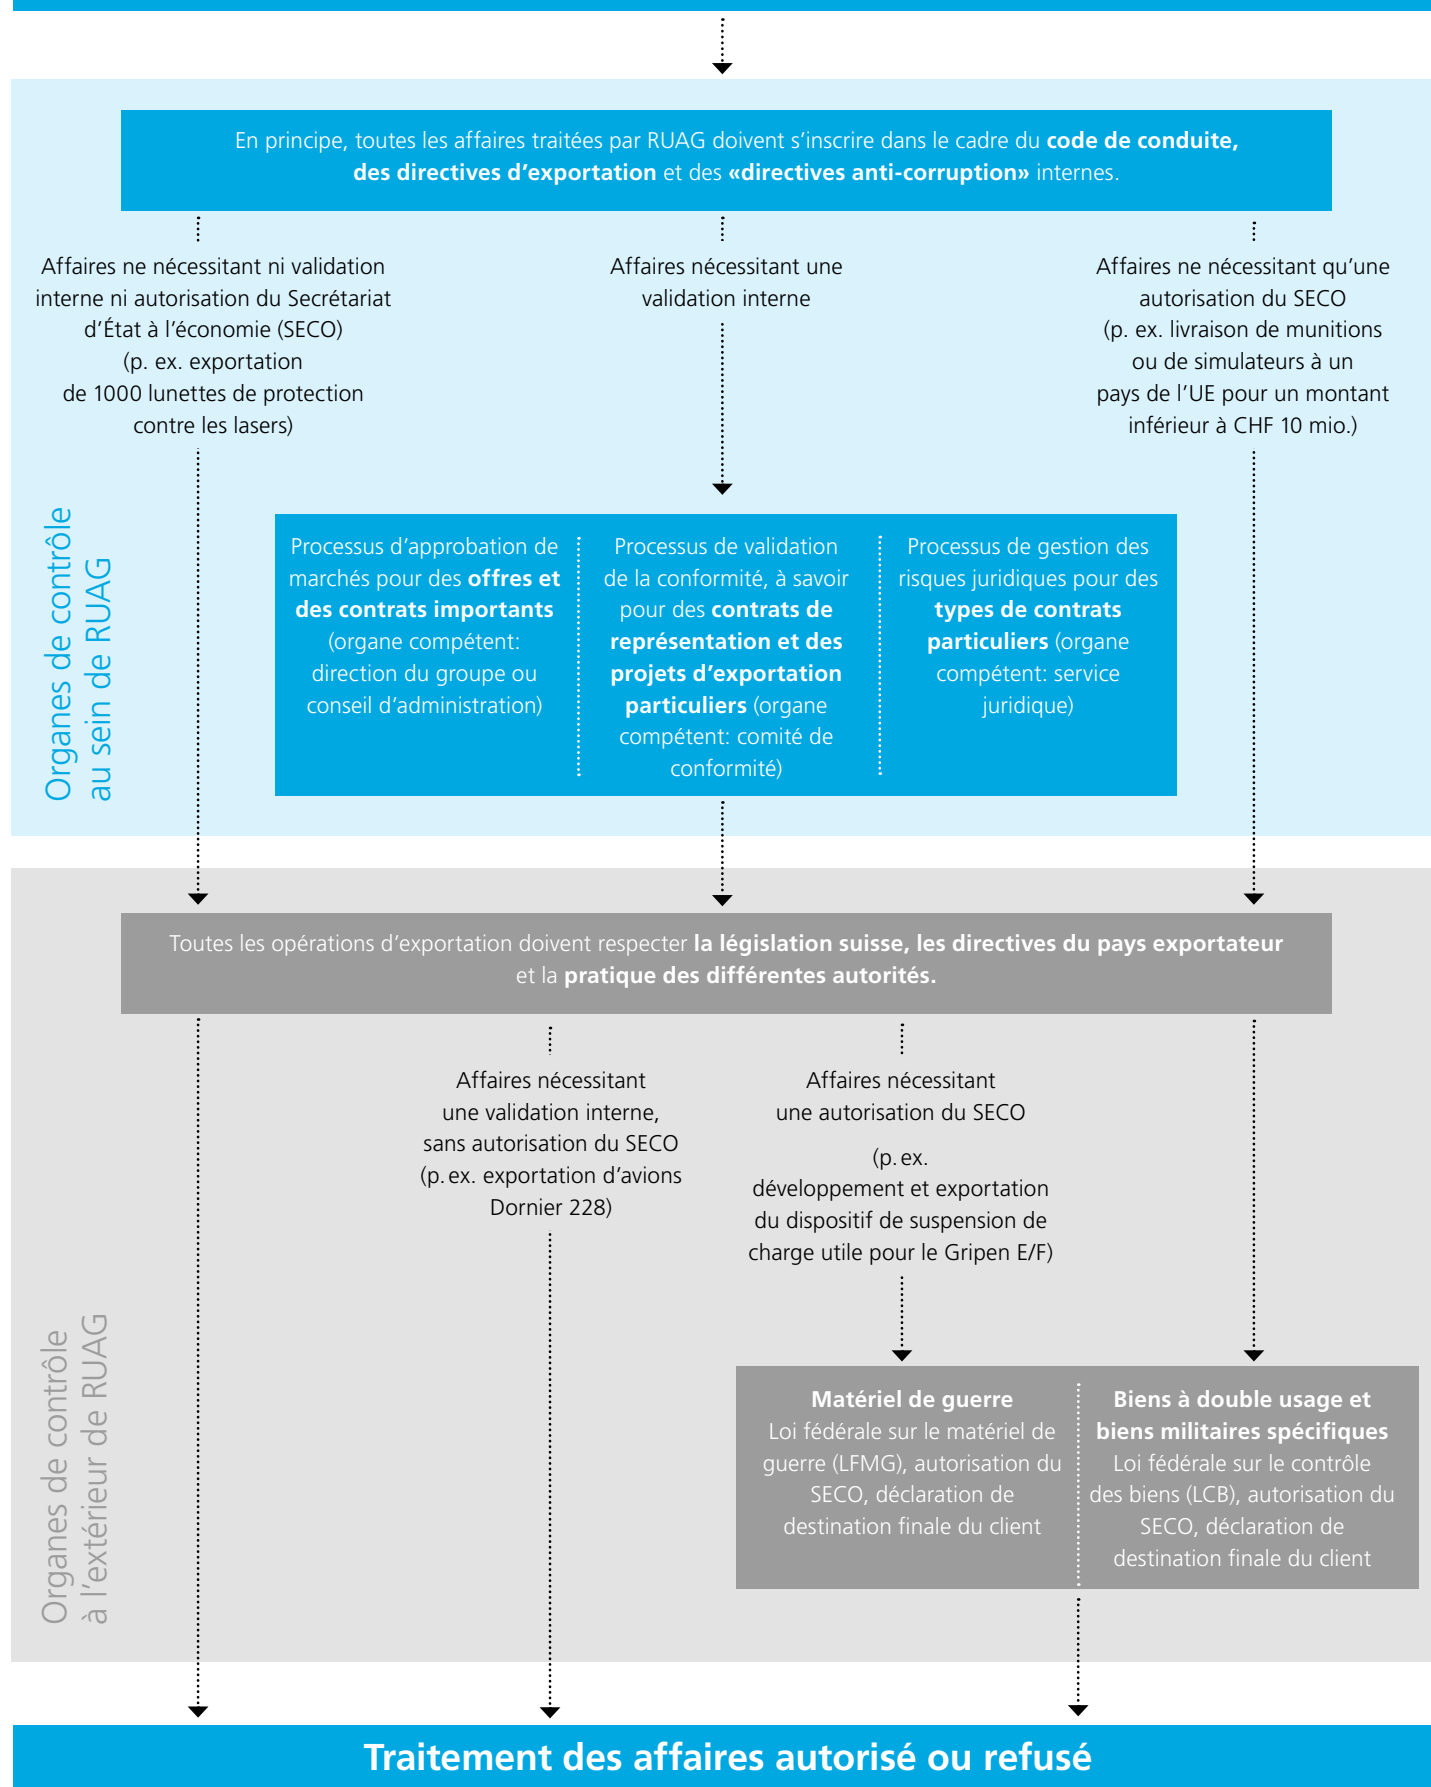 En principe, toutes les affaires traitées par RUAG doivent s’inscrire dans le cadre du code de conduite,
des directives d’exportation et des «directives anti-corruption» internes.
Affaires ne nécessitant ni validation
interne ni autorisation du Secrétariat
d’État à l’économie (SECO)
(p. ex. exportation
de 1000 lunettes de protection
contre les lasers)
Affaires nécessitant une
validation interne
Affaires ne nécessitant qu’une
autorisation du SECO
(p. ex. livraison de munitions
ou de simulateurs à un
pays de l’UE pour un montant
inférieur à CHF 10 mio.)
Organes de contrôle
au sein de RUAG
Processus d’approbation de
marchés pour des offres et
des contrats importants
(organe compétent:
direction du groupe ou
conseil d’administration)
Processus de validation
de la conformité, à savoir
pour des contrats de
représentation et des
projets d’exportation
particuliers (organe
compétent: comité de
conformité)
Processus de gestion des
risques juridiques pour des
types de contrats
particuliers (organe
compétent: service
juridique)
Toutes les opérations d’exportation doivent respecter la législation suisse, les directives du pays exportateur
et la pratique des différentes autorités.
Affaires nécessitant
une validation interne,
sans autorisation du SECO
(p. ex. exportation d’avions
Dornier 228)
Affaires nécessitant
une autorisation du SECO
(p. ex.
développement et exportation
du dispositif de suspension de
charge utile pour le Gripen E/F)
Organes de contrôle
à l’extérieur de RUAG
Matériel de guerre
Loi fédérale sur le matériel de
guerre (LFMG), autorisation du
SECO, déclaration de
destination finale du client
Biens à double usage et
biens militaires spécifiques
Loi fédérale sur le contrôle
des biens (LCB), autorisation du
SECO, déclaration de
destination finale du client
Traitement des affaires autorisé ou refusé